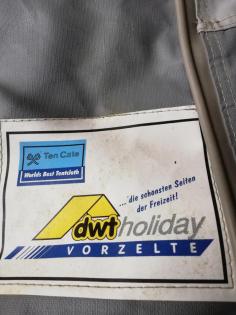 Ten Cate
Worlds Best Tentcloth
..."die schönsten Seiten
der Freizeit!
dwt holiday
VORZELTE